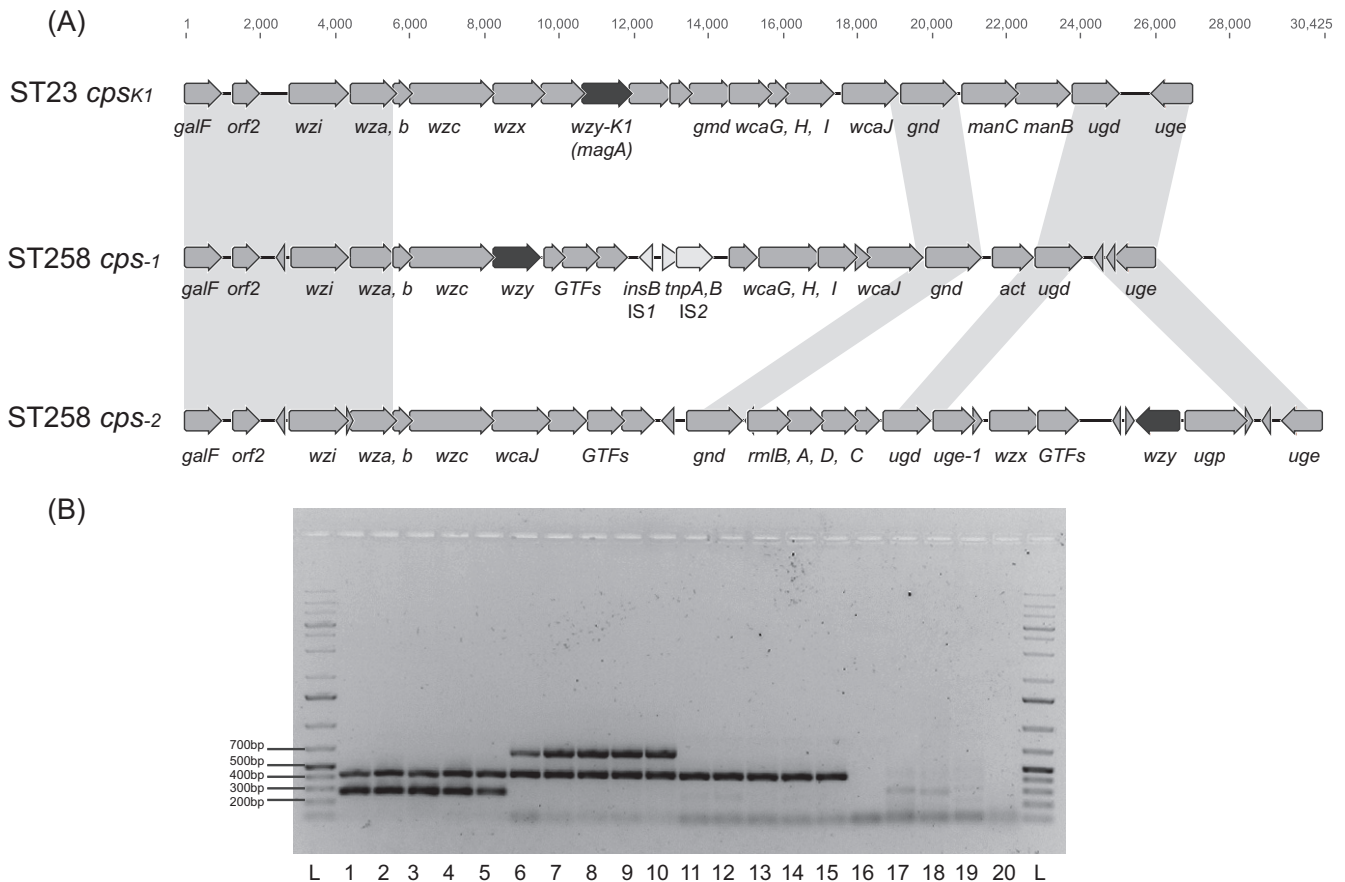 (A)
1 2,000 4,000 6,000 8,000 10,000 12,000 14,000 16,000 18,000 20,000 22,000 24,000 26,000 28,000 30,425
ST23 cpsK1
galF orf2 wzi wza, b wzc wzx wzy-K1 gmd wcaG, H, I wcaJ gnd manC manB ugd uge
(magA)
ST258 cps-1
galF orf2 wzi wza, b wzc wzy GTFs insB tnpA,B wcaG, H, I wcaJ gnd act ugd uge
IS1 IS2
ST258 cps-2
galF orf2 wzi wza, b wzc wcaJ GTFs gnd rmlB, A, D, C ugd uge-1 wzx GTFs wzy ugp uge
(B)
700bp
500bp
400bp
300bp
200bp
L 1 2 3 4 5 6 7 8 9 10 11 12 13 14 15 16 17 18 19 20 L